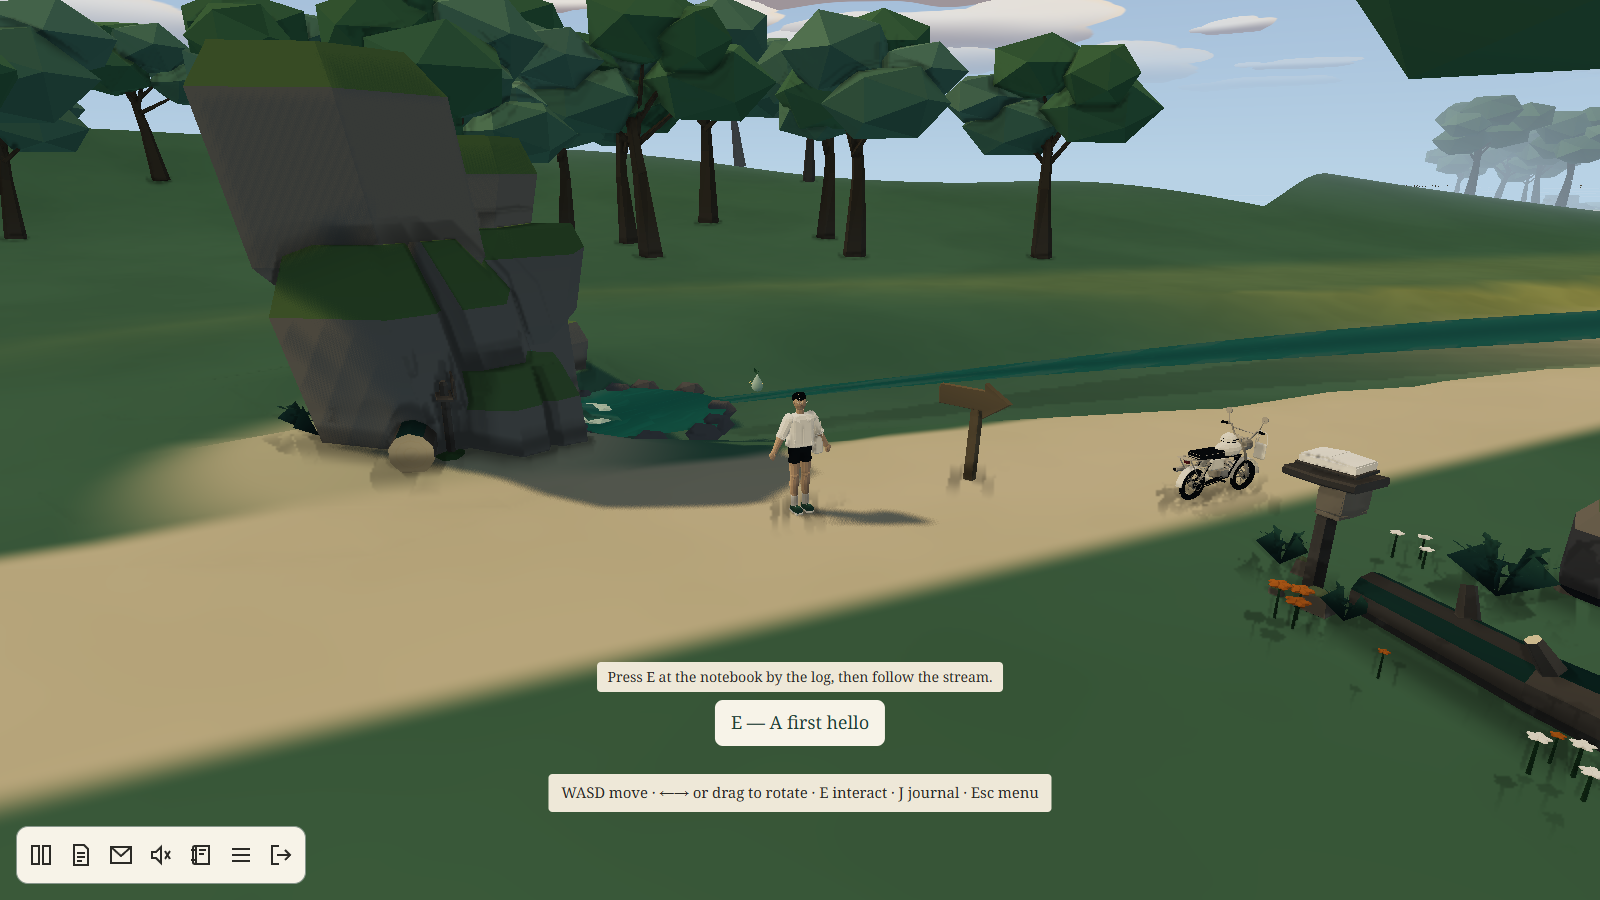 Press E at the notebook by the log, then follow the stream.
E — A first hello
WASD move · ←→ or drag to rotate · E interact · J journal · Esc menu